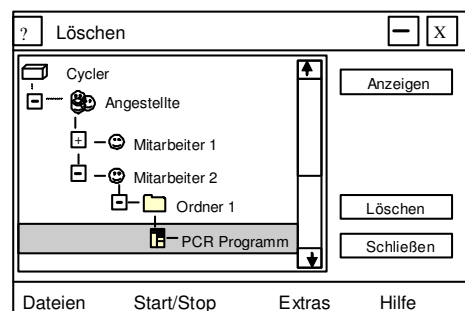 ? Löschen X
Cycler
Anzeigen
Angestellte
Mitarbeiter 1
Mitarbeiter 2
Ordner 1
Löschen
PCR Programm
Schließen
Dateien Start/Stop Extras Hilfe